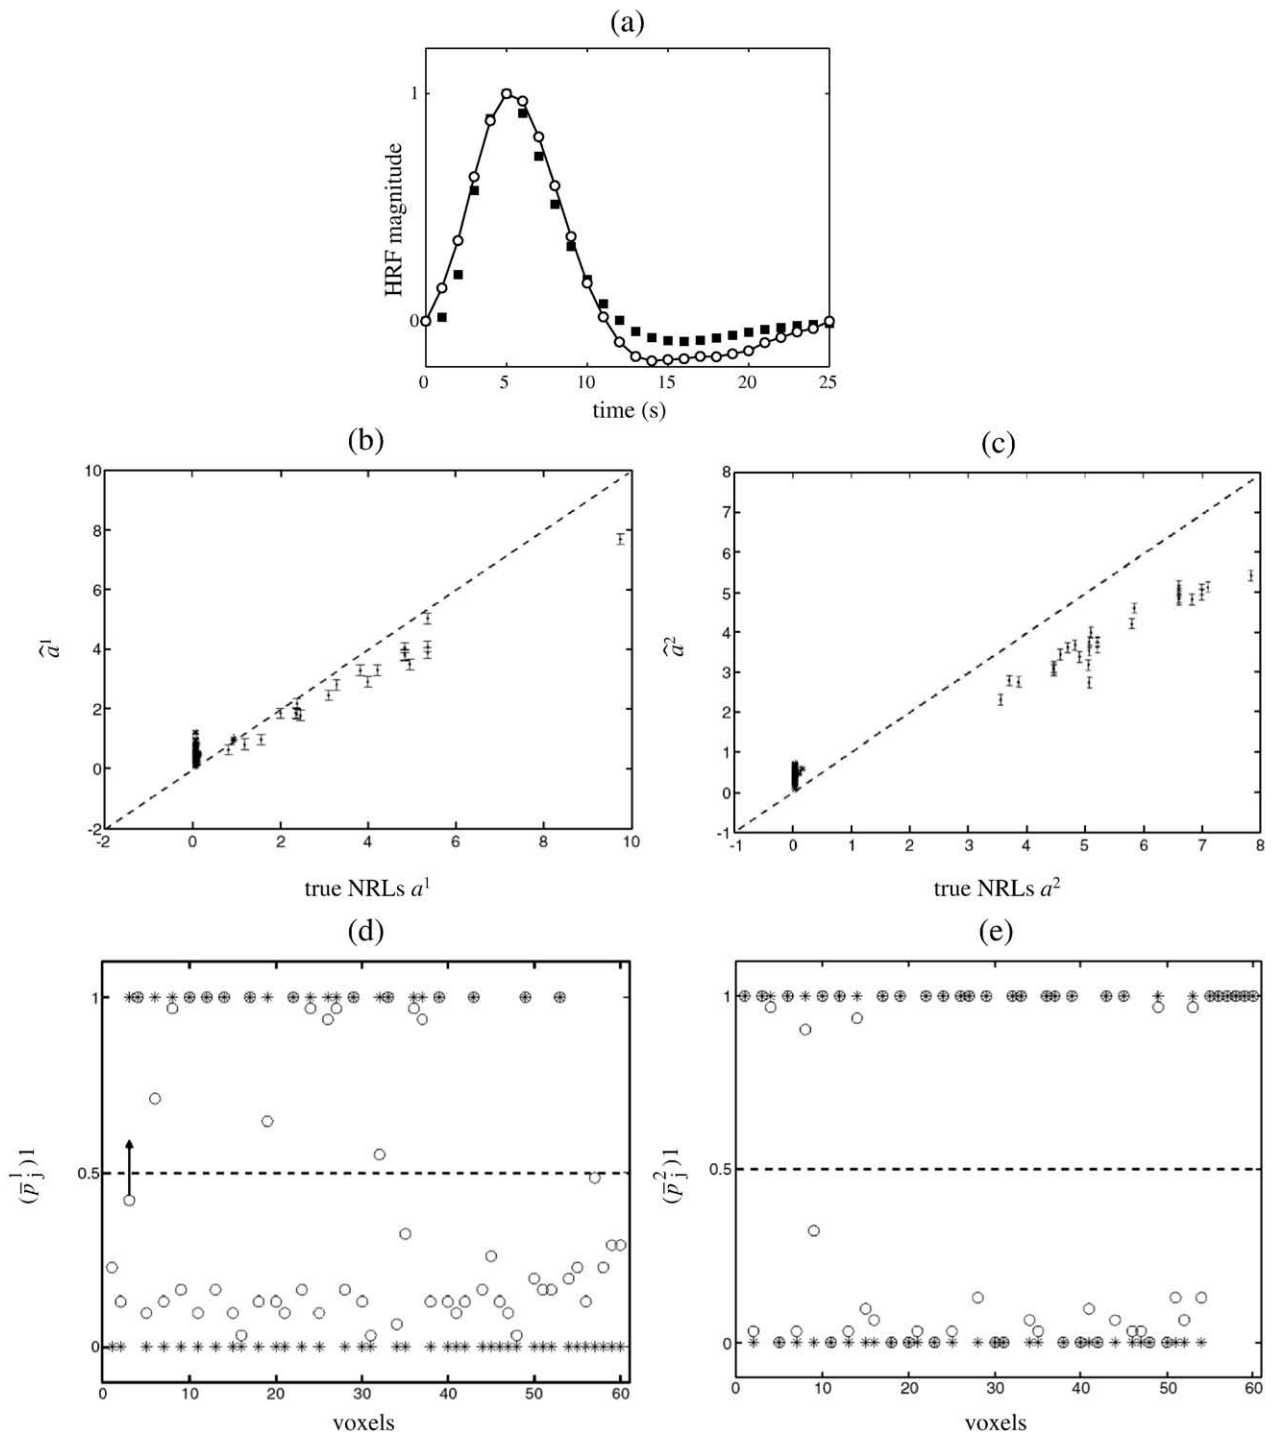 (a)
1
0
HRF magnitude
0 5 10 15 20 25
time (s)
(b)
10
8
6
4
2
0
-2
â¹
-2 0 2 4 6 8 10
true NRLs a¹
(c)
8
7
6
5
4
3
2
1
0
-1
â²
-1 0 1 2 3 4 5 6 7 8
true NRLs a²
(d)
1
0.5
0
(p̄¹j)1
0 10 20 30 40 50 60
voxels
(e)
1
0.5
0
(p̄²j)1
0 10 20 30 40 50 60
voxels